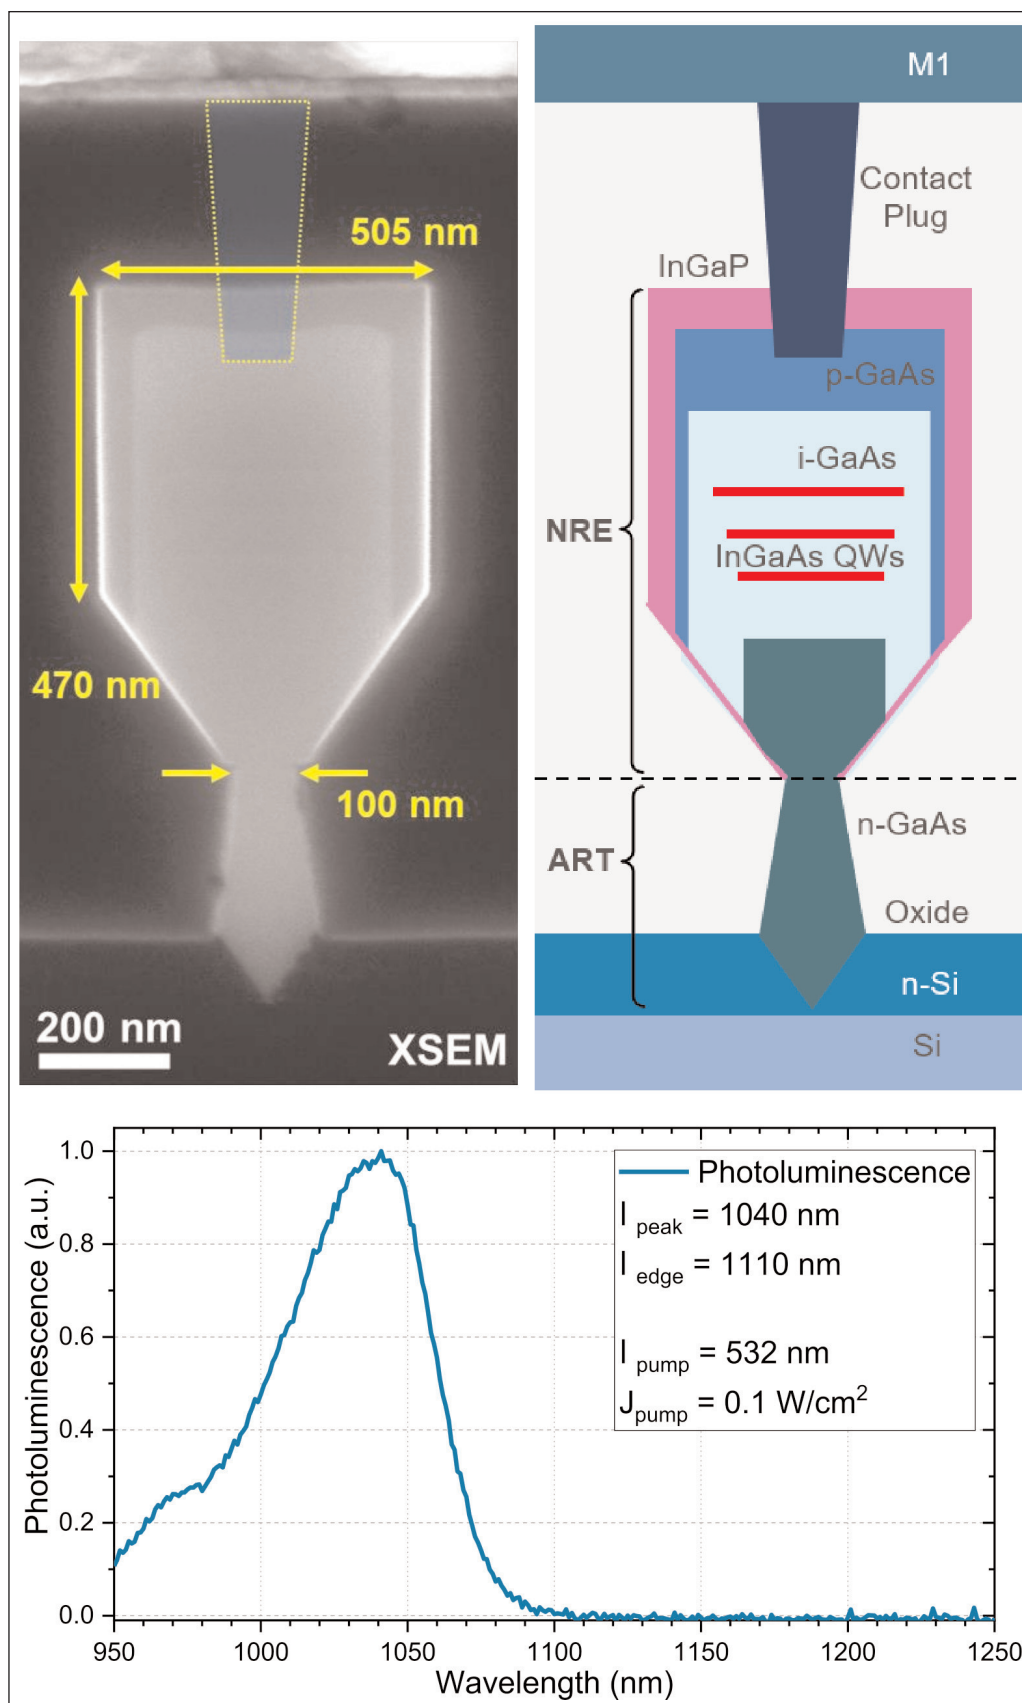 505 nm
470 nm
100 nm
200 nm
XSEM
M1
Contact
Plug
InGaP
p-GaAs
i-GaAs
NRE
InGaAs QWs
n-GaAs
ART
Oxide
n-Si
Si
Photoluminescence (a.u.)
1.0
0.8
0.6
0.4
0.2
0.0
Photoluminescence
I peak = 1040 nm
I edge = 1110 nm
I pump = 532 nm
J pump = 0.1 W/cm²
950 1000 1050 1100 1150 1200 1250
Wavelength (nm)